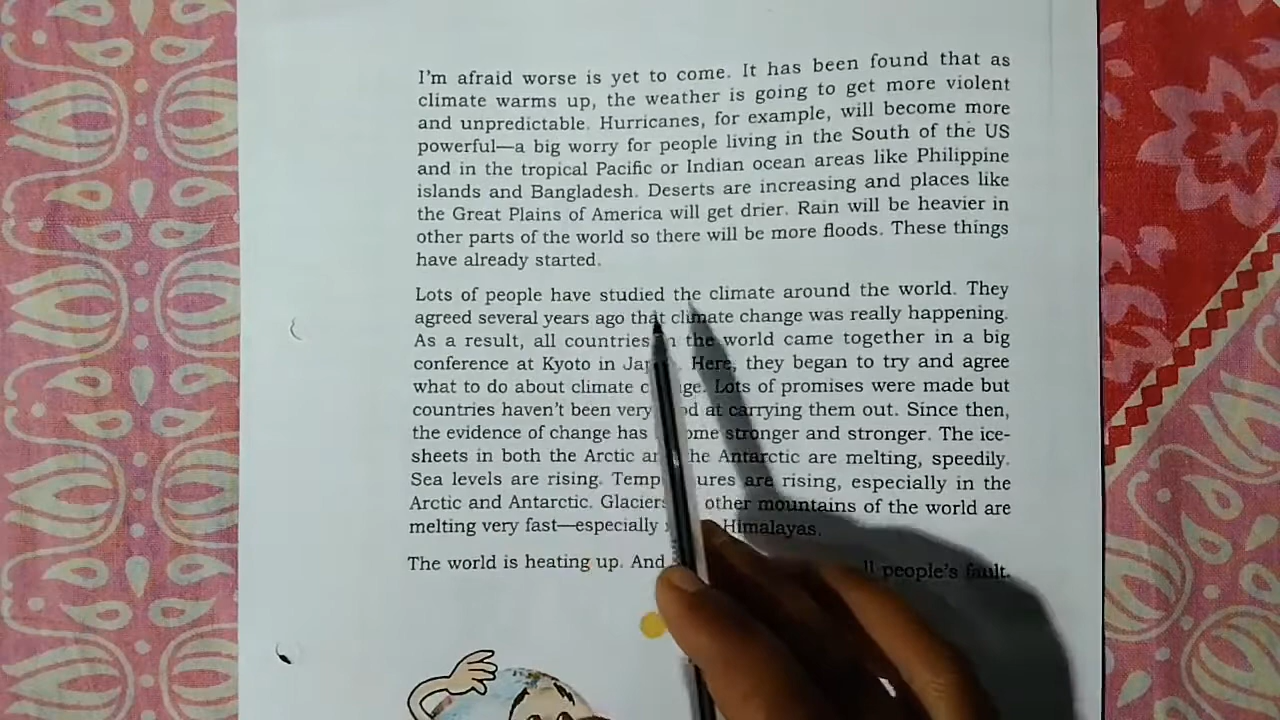 I'm afraid worse is yet to come. It has been found that as
climate warms up, the weather is going to get more violent
and unpredictable. Hurricanes, for example, will become more
powerful—a big worry for people living in the South of the US
and in the tropical Pacific or Indian ocean areas like Philippine
islands and Bangladesh. Deserts are increasing and places like
the Great Plains of America will get drier. Rain will be heavier in
other parts of the world so there will be more floods. These things
have already started.
Lots of people have studied the climate around the world. They
agreed several years ago that climate change was really happening.
As a result, all countries the world came together in a big
conference at Kyoto in Here, they began to try and agree
what to do about climate Lots of promises were made but
countries haven't been very at carrying them out. Since then,
the evidence of change has stronger and stronger. The ice-
sheets in both the Arctic Antarctic are melting, speedily.
Sea levels are rising. are rising, especially in the
Arctic and Antarctic. Glaciers other mountains of the world are
melting very fast—especially Himalayas.
The world is heating up. And people's fault.